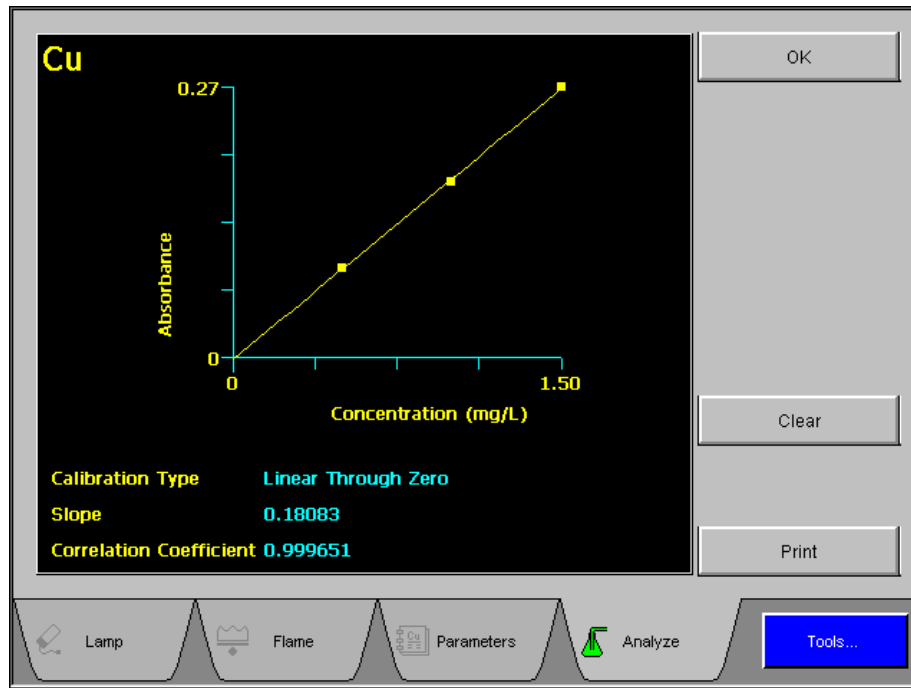 Cu
OK
0.27
Absorbance
0
0
1.50
Concentration (mg/L)
Clear
Calibration Type Linear Through Zero
Slope 0.18083
Correlation Coefficient 0.999651
Print
Lamp
Flame
Cu
Parameters
Analyze
Tools...